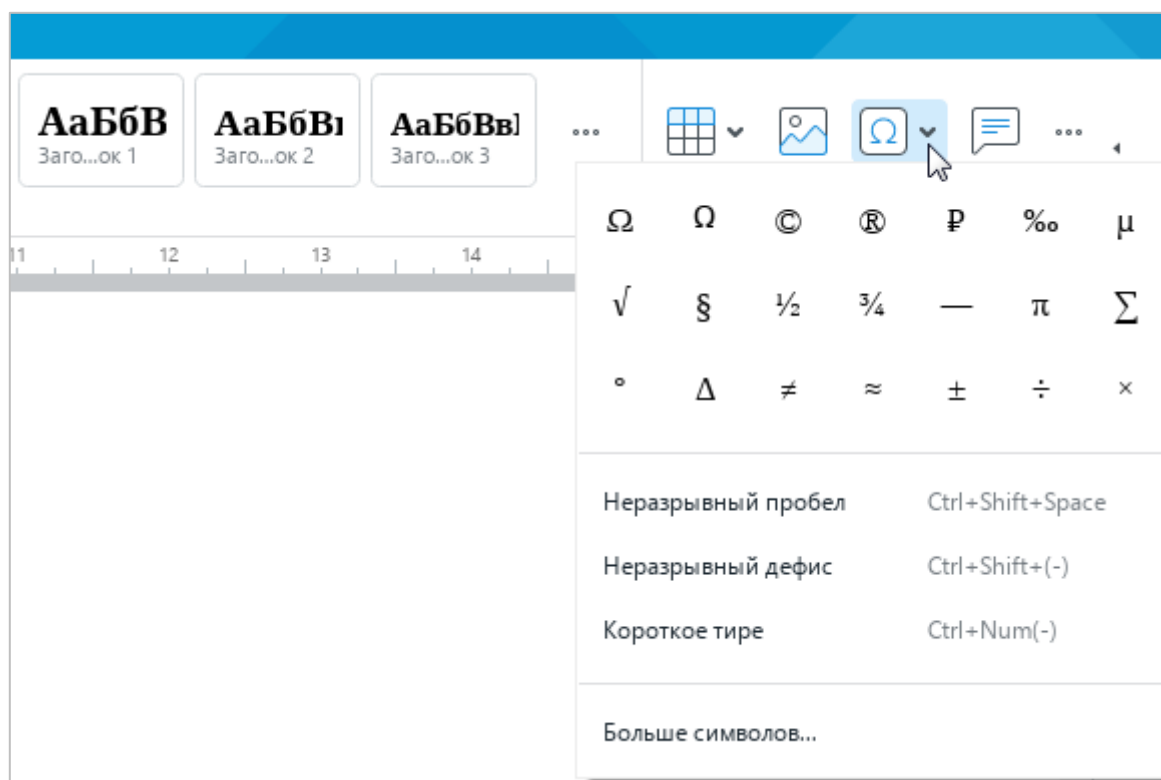 АаБбВ АаБбВı АаБбВв
Заго...ок 1 Заго...ок 2 Заго...ок 3
Ω Ω © ® ₽ ‰ µ
11 12 13 14
√ § ½ ¾ — π ∑
° Δ ≠ ≈ ± ÷ ×
Неразрывный пробел Ctrl+Shift+Space
Неразрывный дефис Ctrl+Shift+(-)
Короткое тире Ctrl+Num(-)
Больше символов...